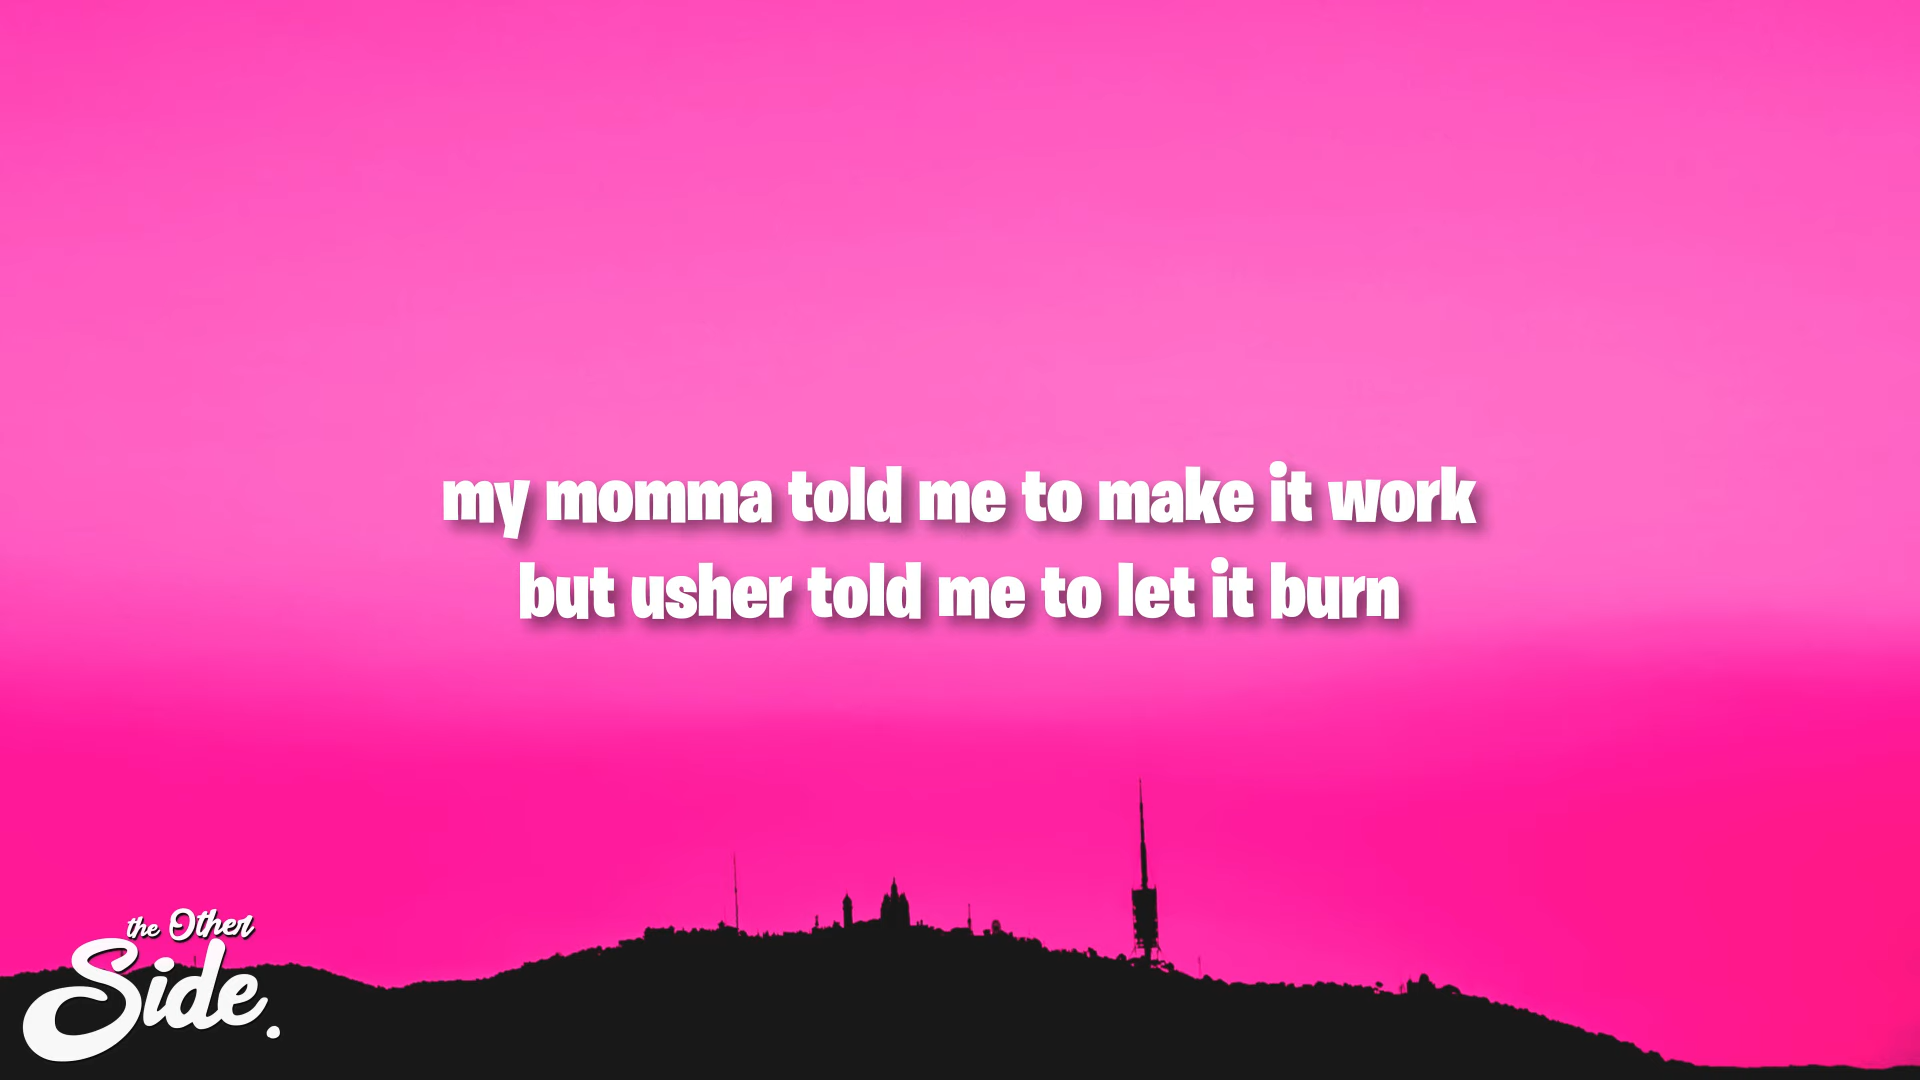 my momma told me to make it work
but usher told me to let it burn
the Other
Side.